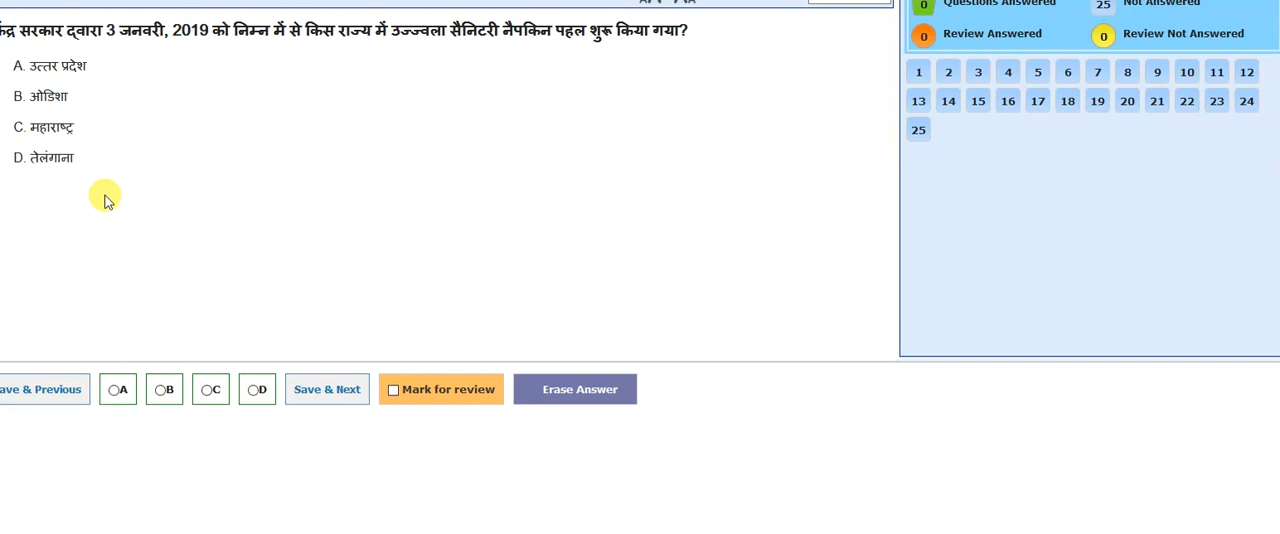 0 Questions Answered 25 Not Answered
0 Review Answered 0 Review Not Answered
केंद्र सरकार द्वारा 3 जनवरी, 2019 को निम्न में से किस राज्य में उज्ज्वला सैनिटरी नैपकिन पहल शुरू किया गया?
A. उत्तर प्रदेश
B. ओडिशा
C. महाराष्ट्र
D. तेलंगाना
1 2 3 4 5 6 7 8 9 10 11 12
13 14 15 16 17 18 19 20 21 22 23 24
25
ave & Previous A B C D Save & Next Mark for review Erase Answer